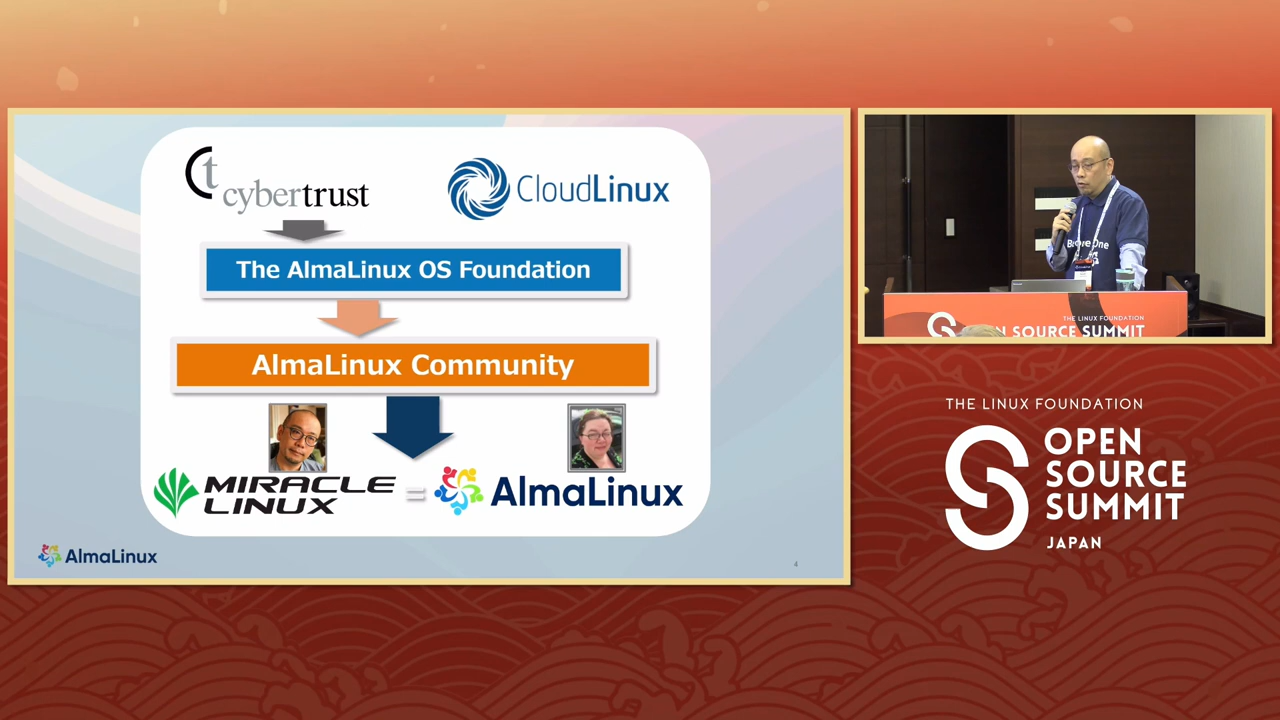 cybertrust
CloudLinux
The AlmaLinux OS Foundation
AlmaLinux Community
MIRACLE
LINUX
=
AlmaLinux
AlmaLinux
4
THE LINUX FOUNDATION
OPEN SOURCE SUMMIT
THE LINUX FOUNDATION
OPEN
SOURCE
SUMMIT
JAPAN